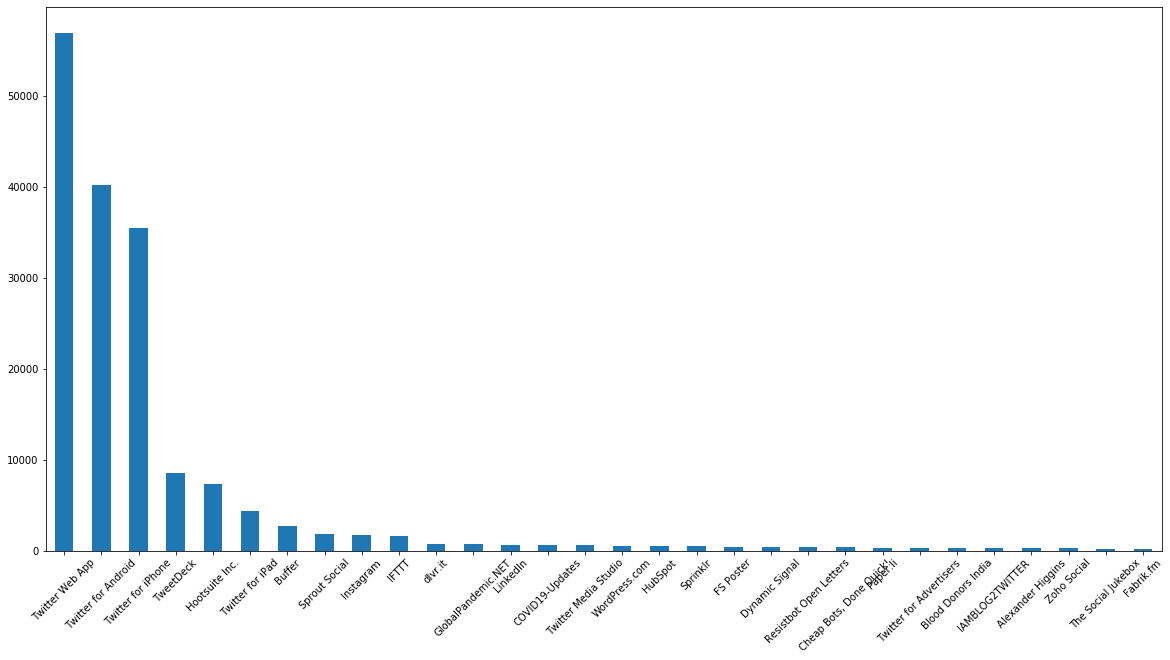 50000
40000
30000
20000
10000
0
Twitter Web App
Twitter for Android
Twitter for iPhone
TweetDeck
Hootsuite Inc.
Twitter for iPad
Buffer
Sprout Social
Instagram
IFTTT
dlvr.it
GlobalPandemic.NET
LinkedIn
COVID19-Updates
Twitter Media Studio
WordPress.com
HubSpot
Sprinklr
FS Poster
Dynamic Signal
Resistbot Open Letters
Cheap Bots, Done Quick!
Paper.li
Twitter for Advertisers
Blood Donors India
IAMBLOG2TWITTER
Alexander Higgins
Zoho Social
The Social Jukebox
Fabrik.fm